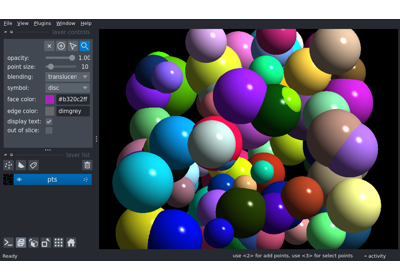 File View Plugins Window Help
layer controls
opacity: 1.00
point size: 10
blending: translucen
symbol: disc
face color: #b320c2ff
edge color: dimgrey
display text:
out of slice:
layer list
pts
use <2> for add points, use <3> for select points activity